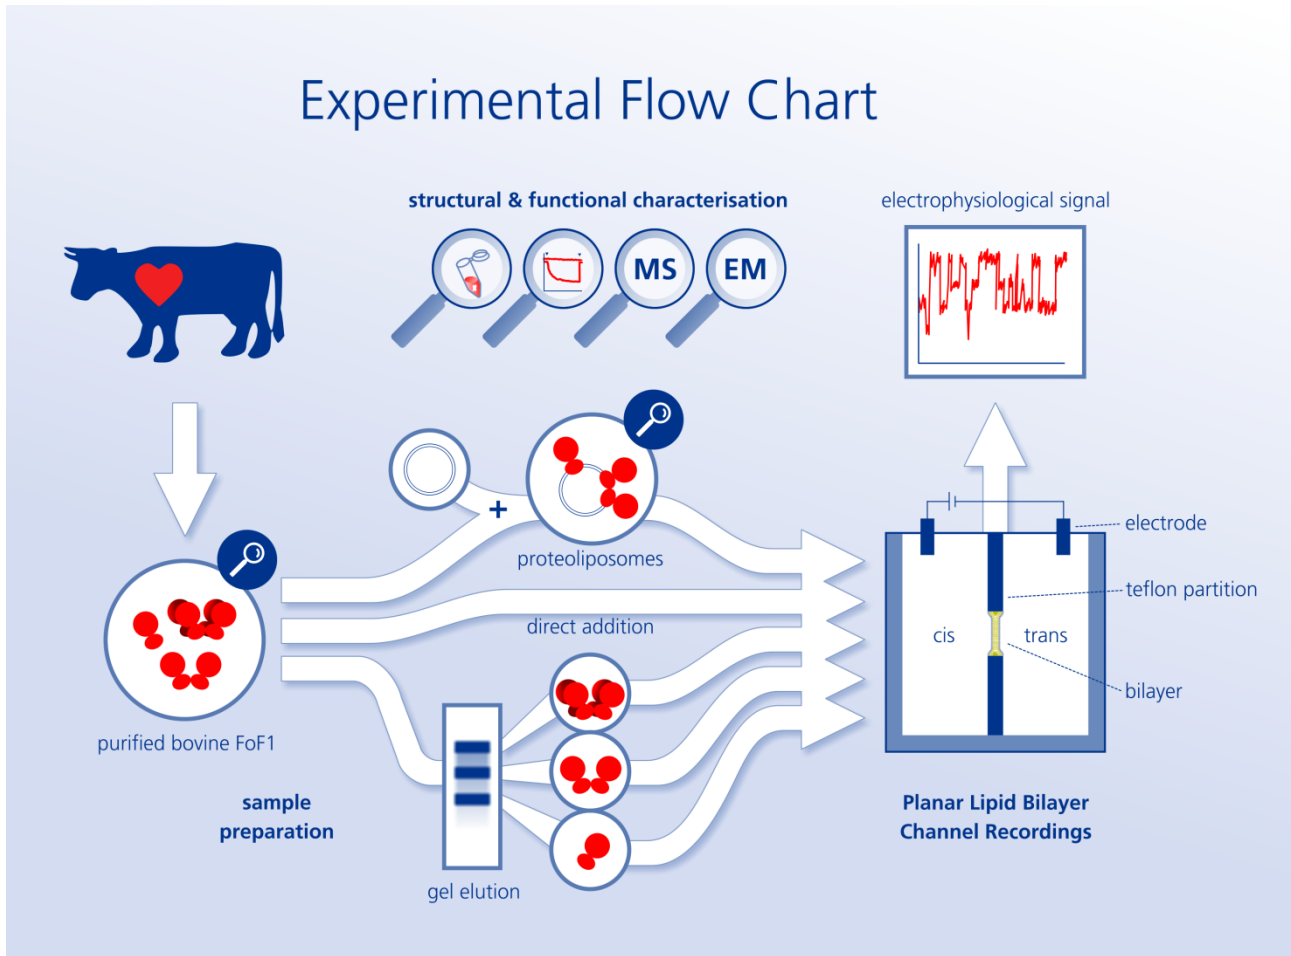 Experimental Flow Chart
structural & functional characterisation
electrophysiological signal
MS
EM
+
proteoliposomes
electrode
teflon partition
direct addition
cis
trans
bilayer
purified bovine FoF1
sample
preparation
gel elution
Planar Lipid Bilayer
Channel Recordings